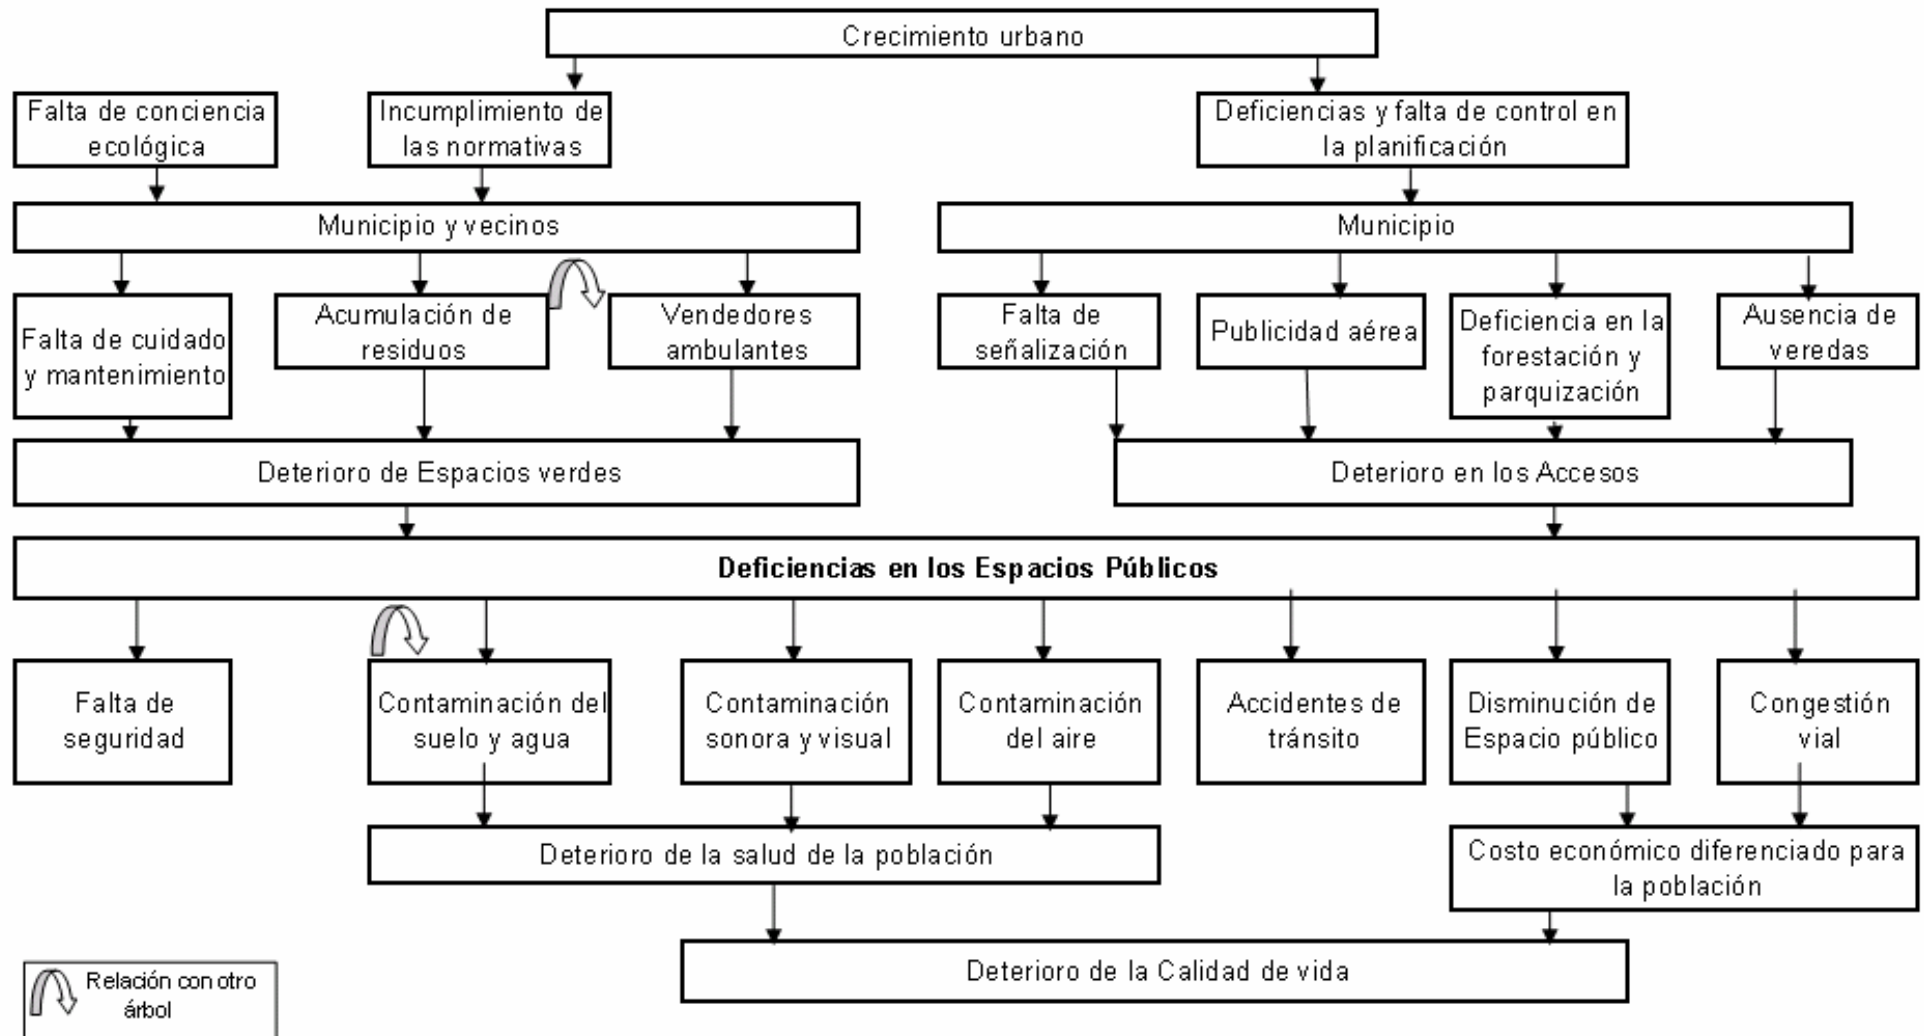 Crecimiento urbano
Falta de conciencia
ecológica
Incumplimiento de
las normativas
Deficiencias y falta de control en
la planificación
Municipio y vecinos
Municipio
Falta de cuidado
y mantenimiento
Acumulación de
residuos
Vendedores
ambulantes
Falta de
señalización
Publicidad aérea
Deficiencia en la
forestación y
parquización
Ausencia de
veredas
Deterioro de Espacios verdes
Deterioro en los Accesos
Deficiencias en los Espacios Públicos
Falta de
seguridad
Contaminación del
suelo y agua
Contaminación
sonora y visual
Contaminación
del aire
Accidentes de
tránsito
Disminución de
Espacio público
Congestión
vial
Deterioro de la salud de la población
Costo económico diferenciado para
la población
Deterioro de la Calidad de vida
Relación con otro
árbol